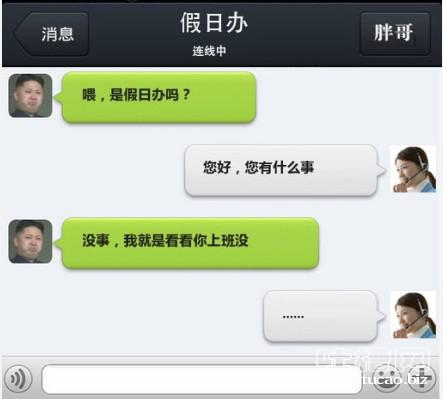 消息
假日办
连线中
胖哥
喂，是假日办吗？
您好，您有什么事
没事，我就是看看你上班没
......
tucao.biz